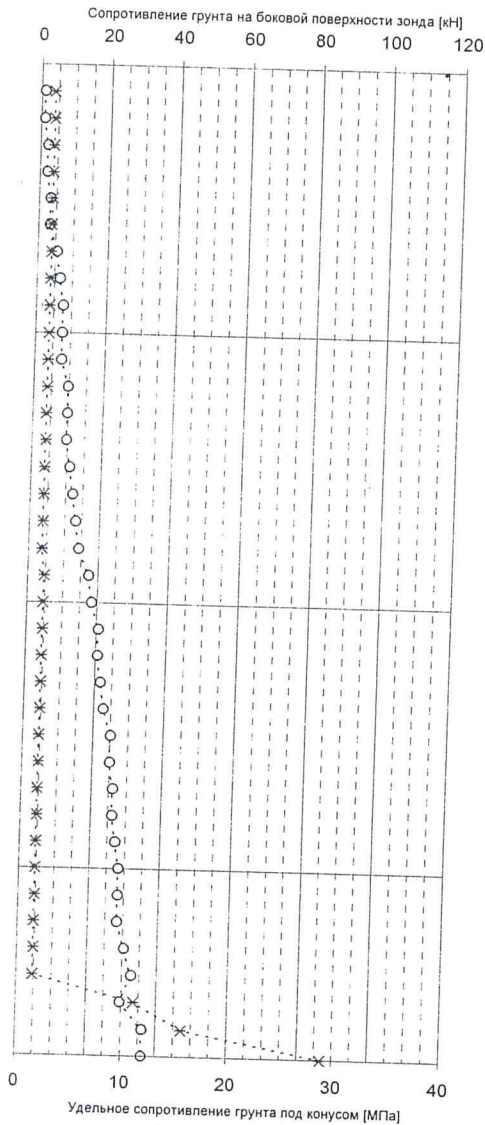 Сопротивление грунта на боковой поверхности зонда [кН]
0 20 40 60 80 100 120
0 10 20 30 40
Удельное сопротивление грунта под конусом [МПа]